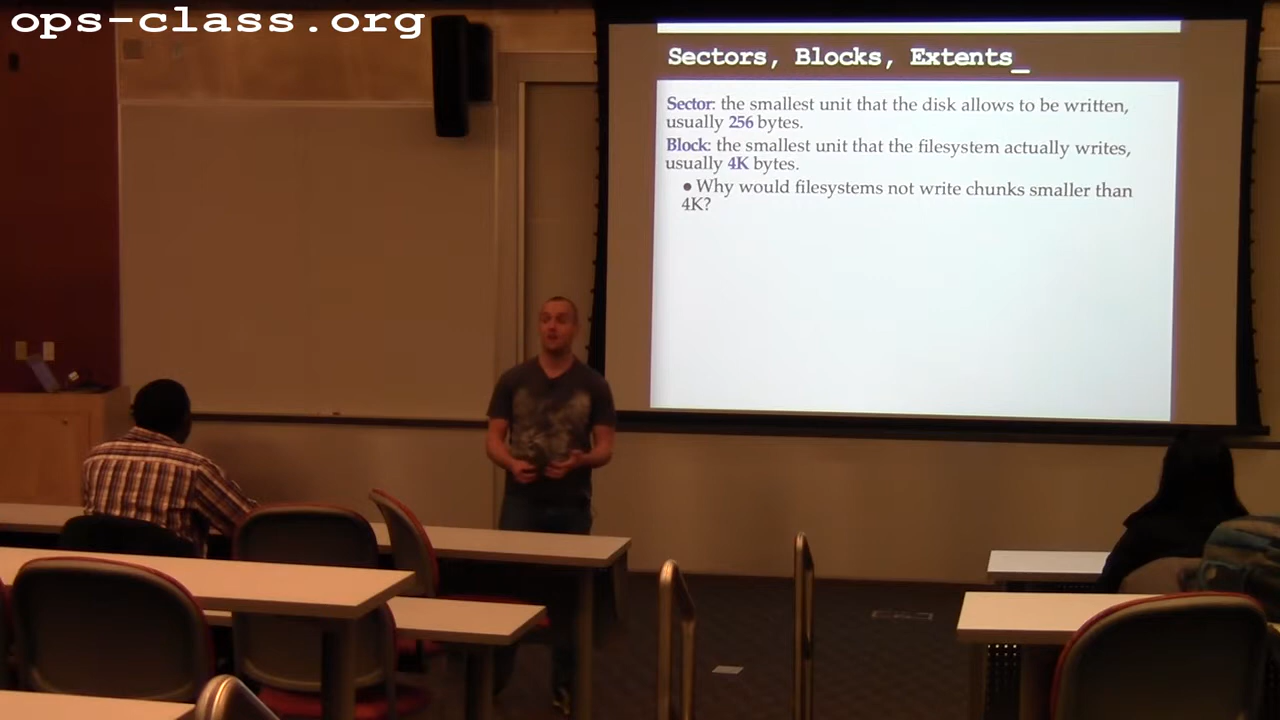 ops-class.org
Sectors, Blocks, Extents_
Sector: the smallest unit that the disk allows to be written,
usually 256 bytes.
Block: the smallest unit that the filesystem actually writes,
usually 4K bytes.
● Why would filesystems not write chunks smaller than
4K?